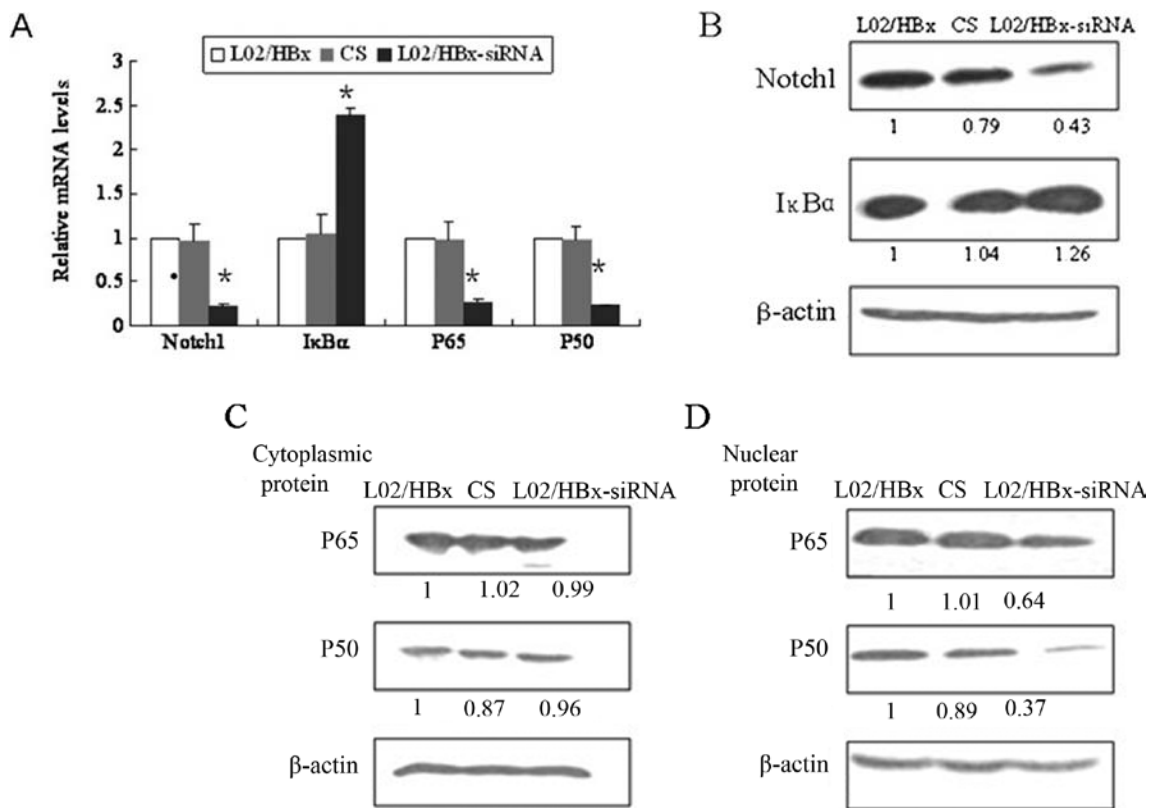 A
L02/HBx CS L02/HBx-siRNA
Relative mRNA levels
3
2.5
2
1.5
1
0.5
0
*
*
*
*
Notch1 IκBα P65 P50
B
L02/HBx CS L02/HBx-siRNA
Notch1
1 0.79 0.43
IκBα
1 1.04 1.26
β-actin
C
Cytoplasmic
protein
L02/HBx CS L02/HBx-siRNA
P65
1 1.02 0.99
P50
1 0.87 0.96
β-actin
D
Nuclear
protein
L02/HBx CS L02/HBx-siRNA
P65
1 1.01 0.64
P50
1 0.89 0.37
β-actin